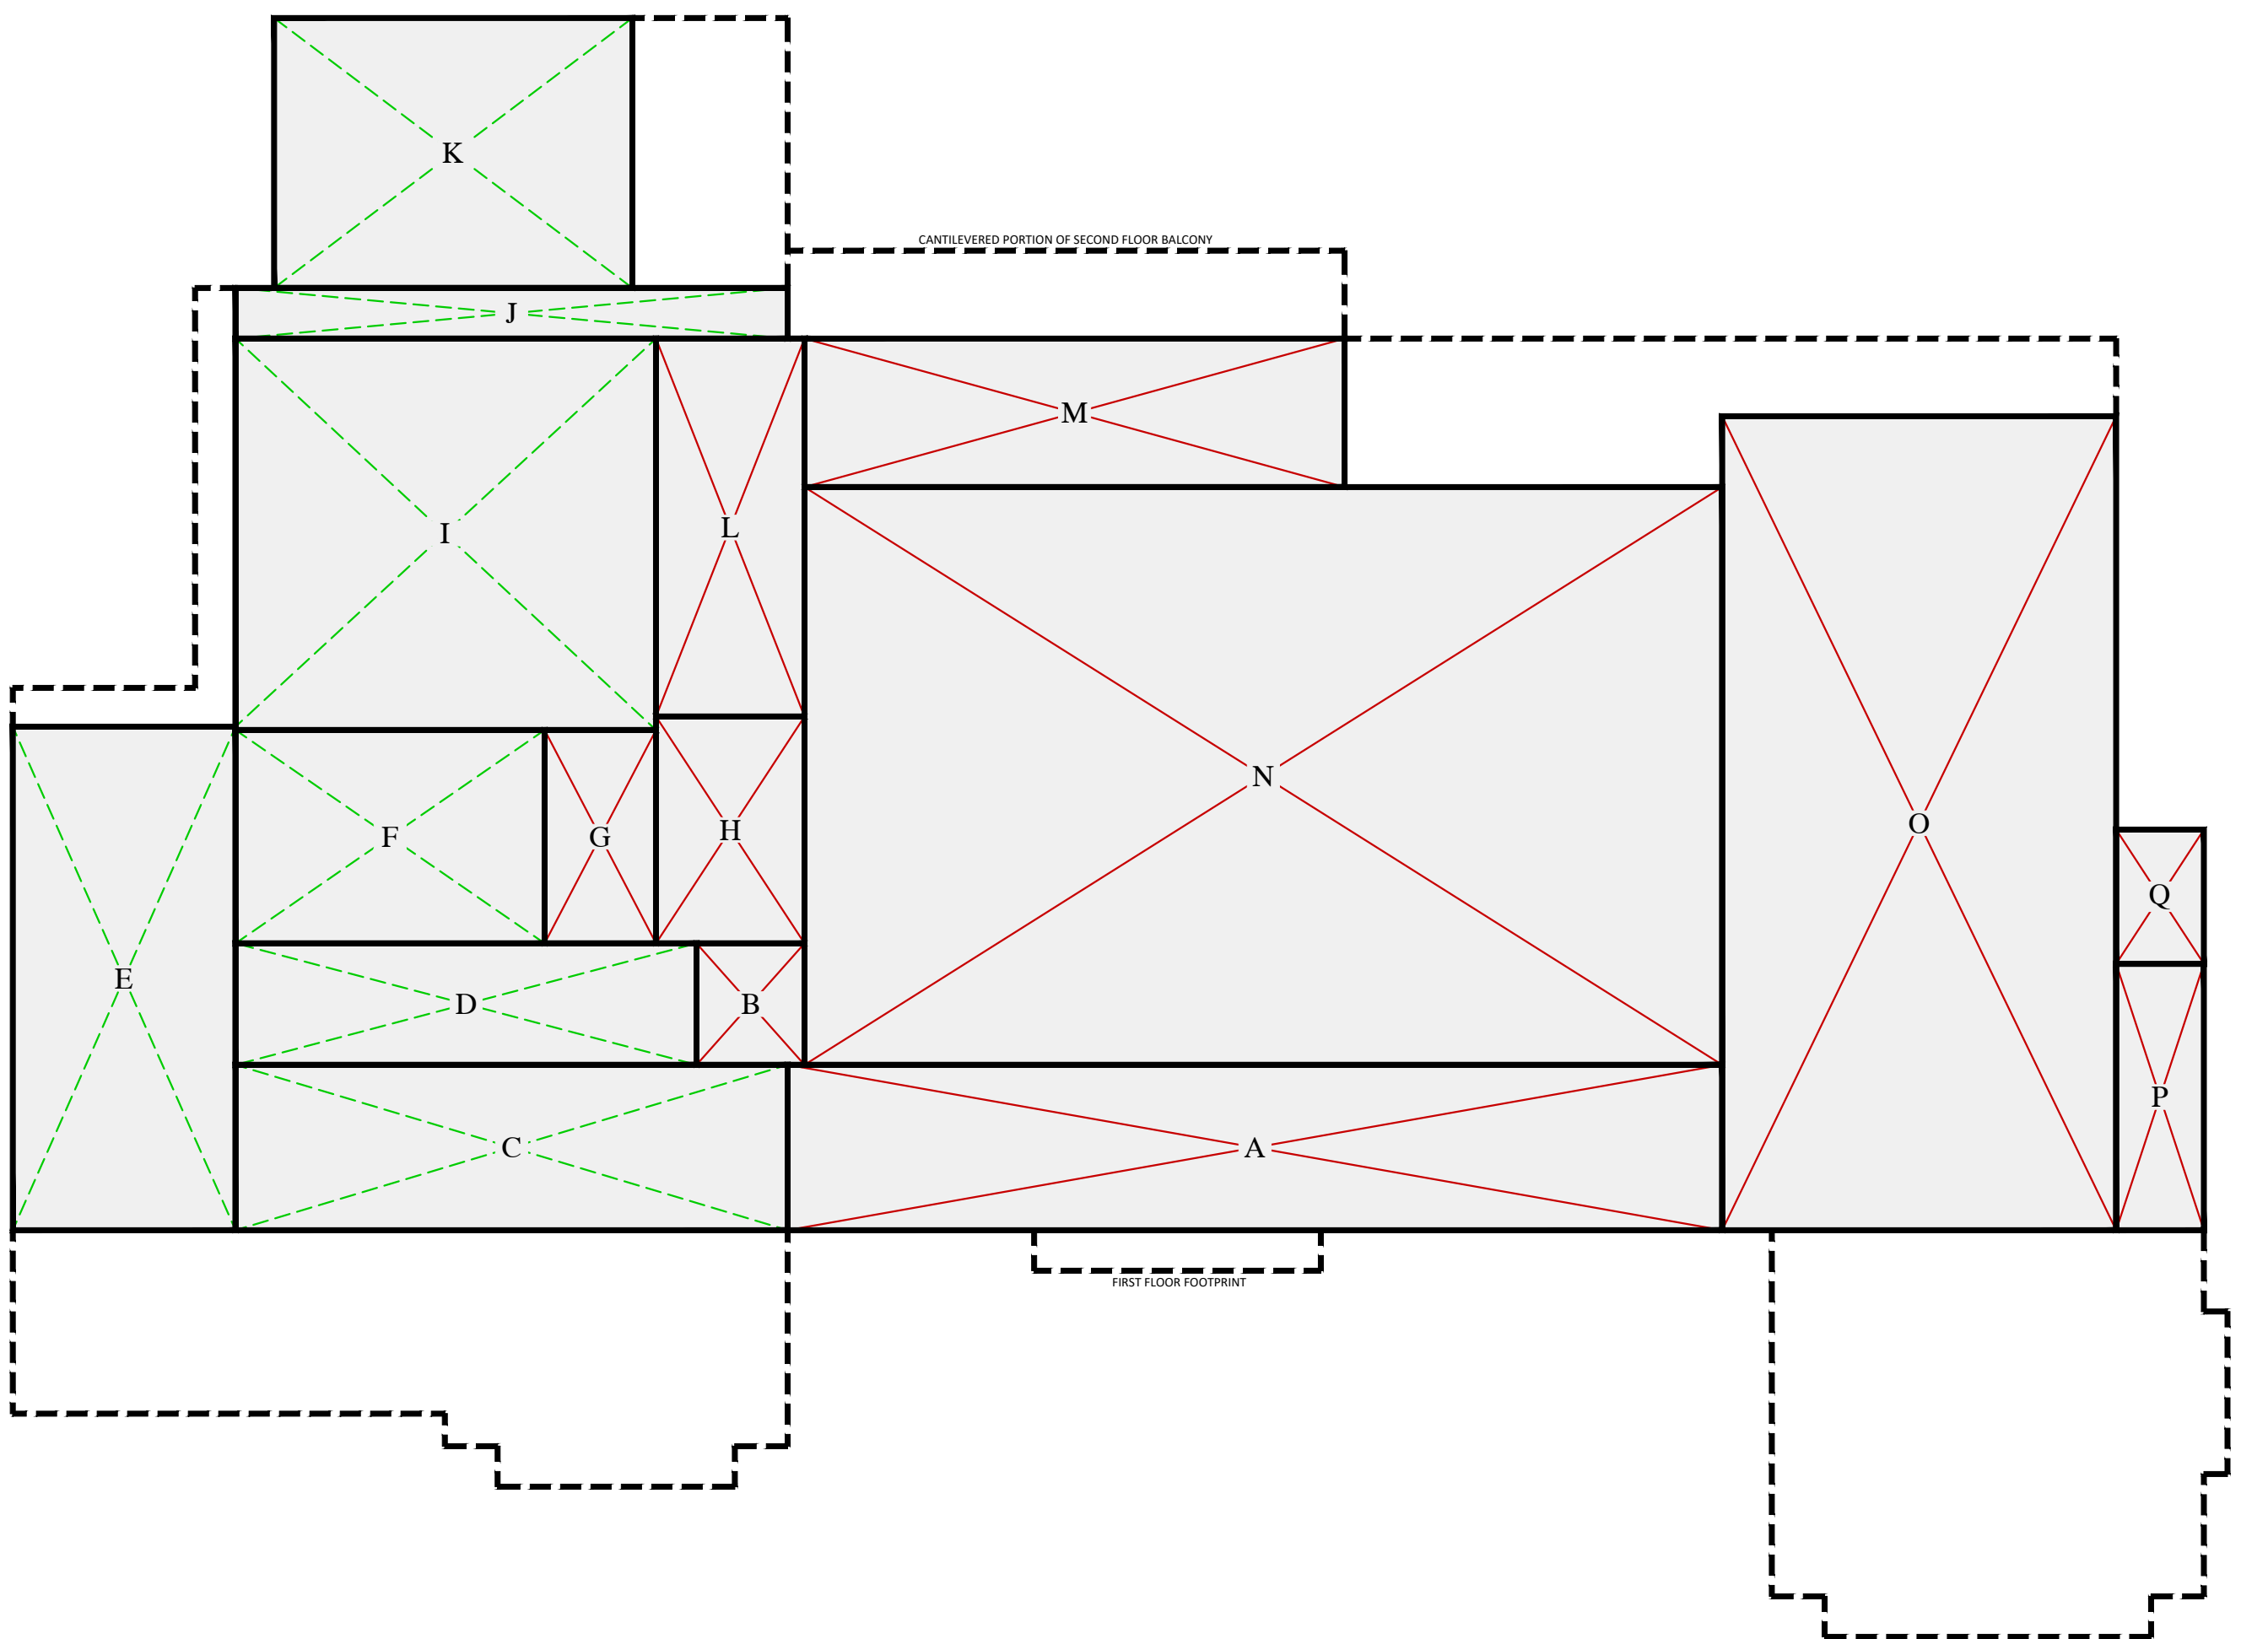 K
CANTILEVERED PORTION OF SECOND FLOOR BALCONY
J
M
I
L
N
O
F
G
H
Q
E
D
B
P
C
A
FIRST FLOOR FOOTPRINT